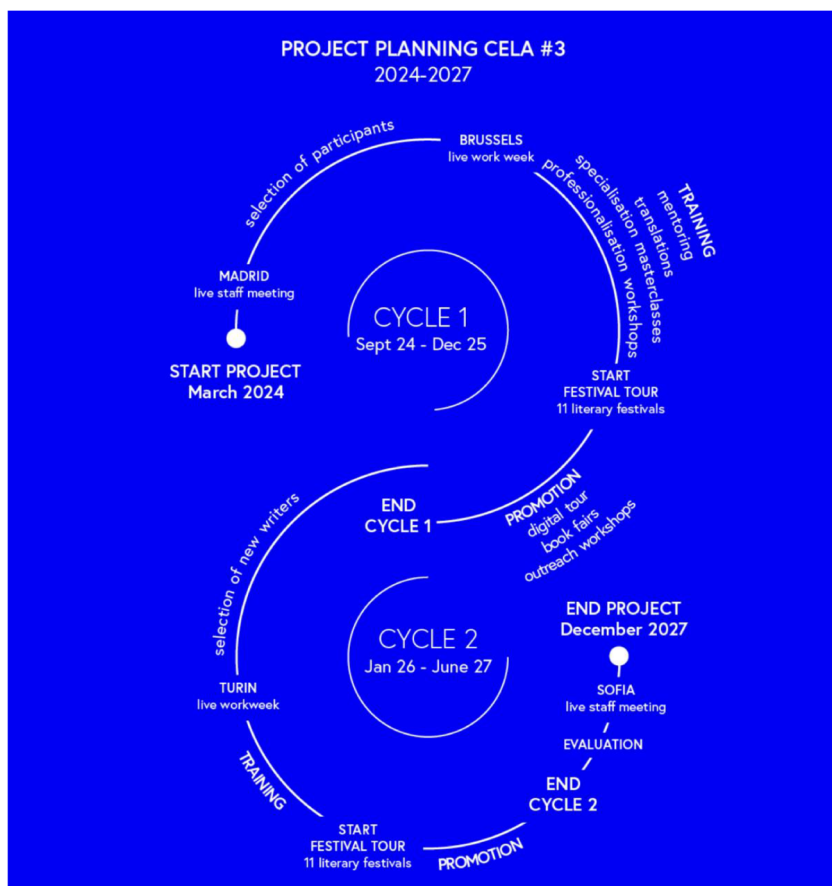 PROJECT PLANNING CELA #3
2024-2027
START PROJECT
March 2024
MADRID
live staff meeting
selection of participants
BRUSSELS
live work week
TRAINING
mentoring
translations
specialisation masterclasses
professionalisation workshops
CYCLE 1
Sept 24 - Dec 25
START
FESTIVAL TOUR
11 literary festivals
PROMOTION
digital tour
book fairs
outreach workshops
END
CYCLE 1
selection of new writers
CYCLE 2
Jan 26 - June 27
TURIN
live workweek
TRAINING
START
FESTIVAL TOUR
11 literary festivals
PROMOTION
END
CYCLE 2
EVALUATION
SOFIA
live staff meeting
END PROJECT
December 2027